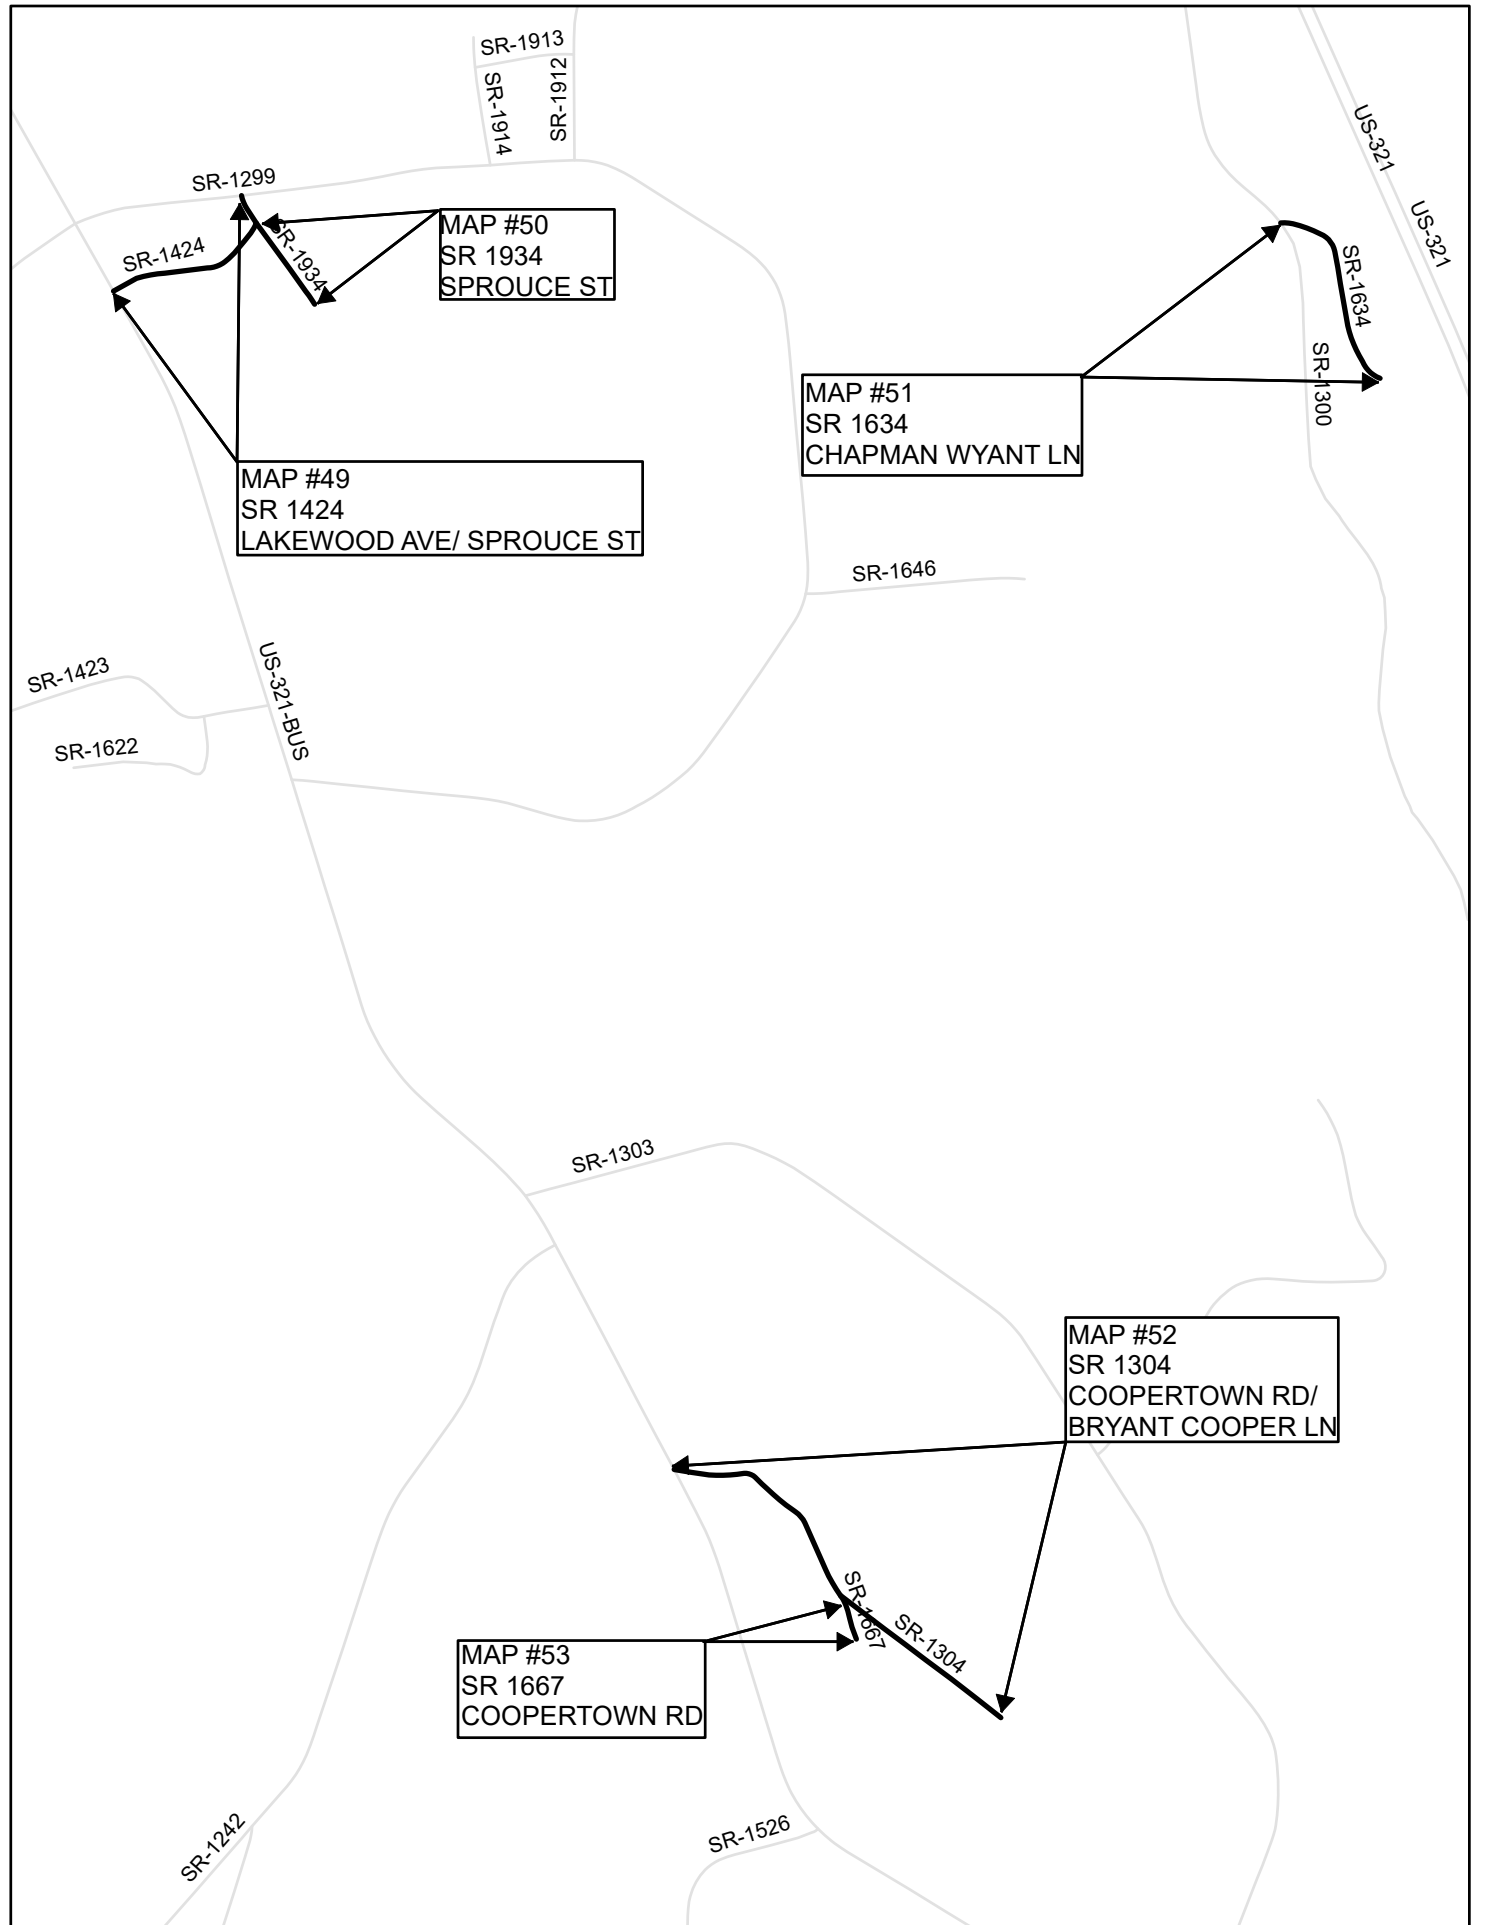 SR-1913
SR-1912
SR-1914
US-321
SR-1299
US-321
MAP #50
SR 1934
SPROUCE ST
SR-1424
SR-1934
SR-1634
SR-1300
MAP #51
SR 1634
CHAPMAN WYANT LN
MAP #49
SR 1424
LAKEWOOD AVE/ SPROUCE ST
SR-1646
SR-1423
US-321-BUS
SR-1622
SR-1303
MAP #52
SR 1304
COOPERTOWN RD/
BRYANT COOPER LN
SR-1667
SR-1304
MAP #53
SR 1667
COOPERTOWN RD
SR-1242
SR-1526